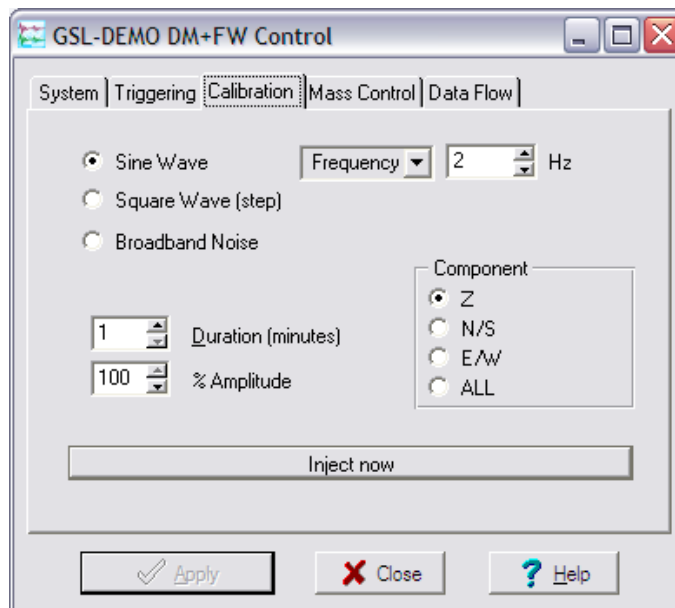 GSL-DEMO DM+FW Control
System Triggering Calibration Mass Control Data Flow
Sine Wave Frequency 2 Hz
Square Wave (step)
Broadband Noise
Component
Z
N/S
E/W
ALL
1 Duration (minutes)
100 % Amplitude
Inject now
Apply Close Help